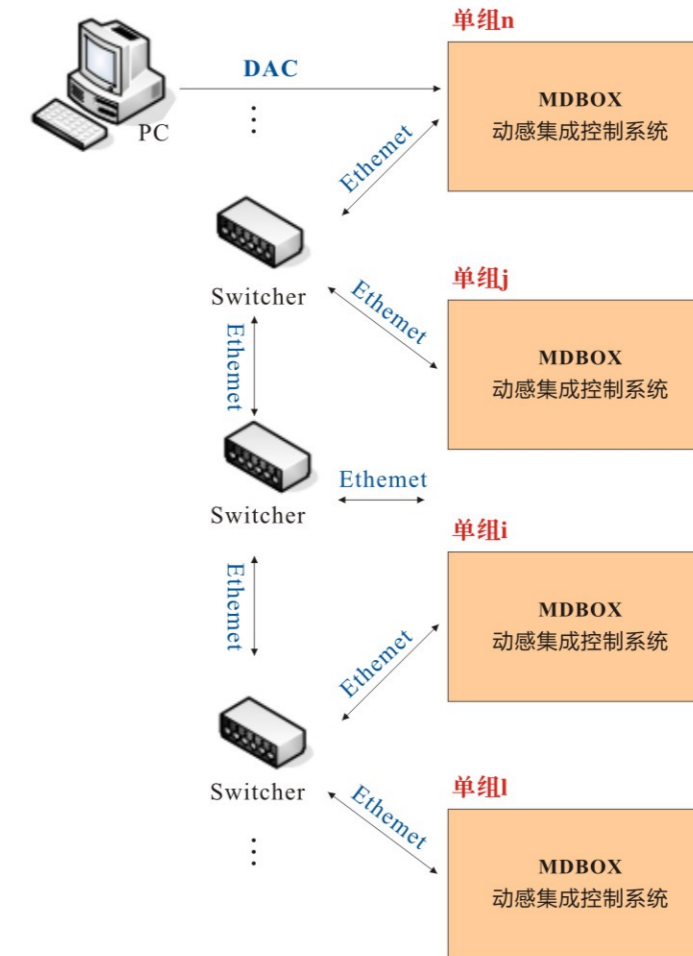 单组n
DAC
MDBOX
动感集成控制系统
PC
Ethemet
Switcher
单组j
Ethemet
MDBOX
动感集成控制系统
Ethemet
Ethemet
Switcher
单组i
Ethemet
MDBOX
动感集成控制系统
Ethemet
Switcher
单组l
Ethemet
MDBOX
动感集成控制系统